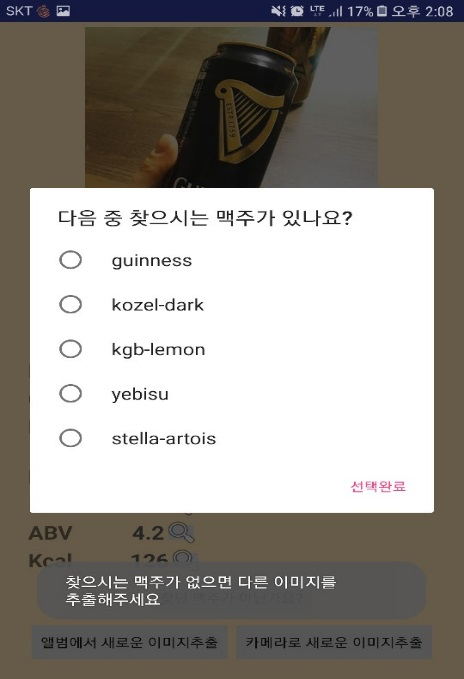 SKT LTE 17% 오후 2:08
GUI
다음 중 찾으시는 맥주가 있나요?
guinness
kozel-dark
kgb-lemon
yebisu
stella-artois
선택완료
ABV 4.2
Kcal 126
찾으시는 맥주가 없으면 다른 이미지를
추출해주세요
앨범에서 새로운 이미지추출 카메라로 새로운 이미지추출